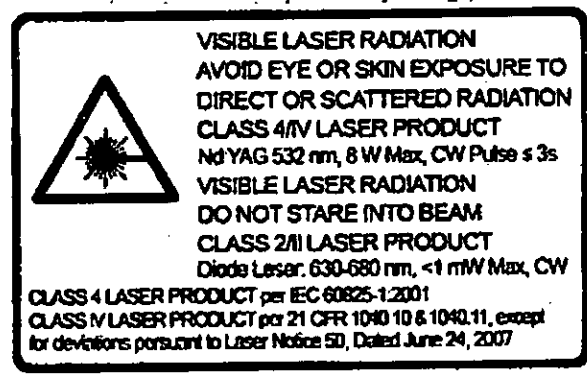 VISIBLE LASER RADIATION
AVOID EYE OR SKIN EXPOSURE TO
DIRECT OR SCATTERED RADIATION
CLASS 4/IV LASER PRODUCT
Nd:YAG 532 nm, 8 W Max, CW Pulse ≤ 3s
VISIBLE LASER RADIATION
DO NOT STARE INTO BEAM
CLASS 2/II LASER PRODUCT
Diode Laser: 630-680 nm, <1 mW Max, CW
CLASS 4 LASER PRODUCT per IEC 60825-1:2001
CLASS IV LASER PRODUCT per 21 CFR 1040 10 & 1040.11, except
for deviations persuant to Laser Notice 50, Dated June 24, 2007